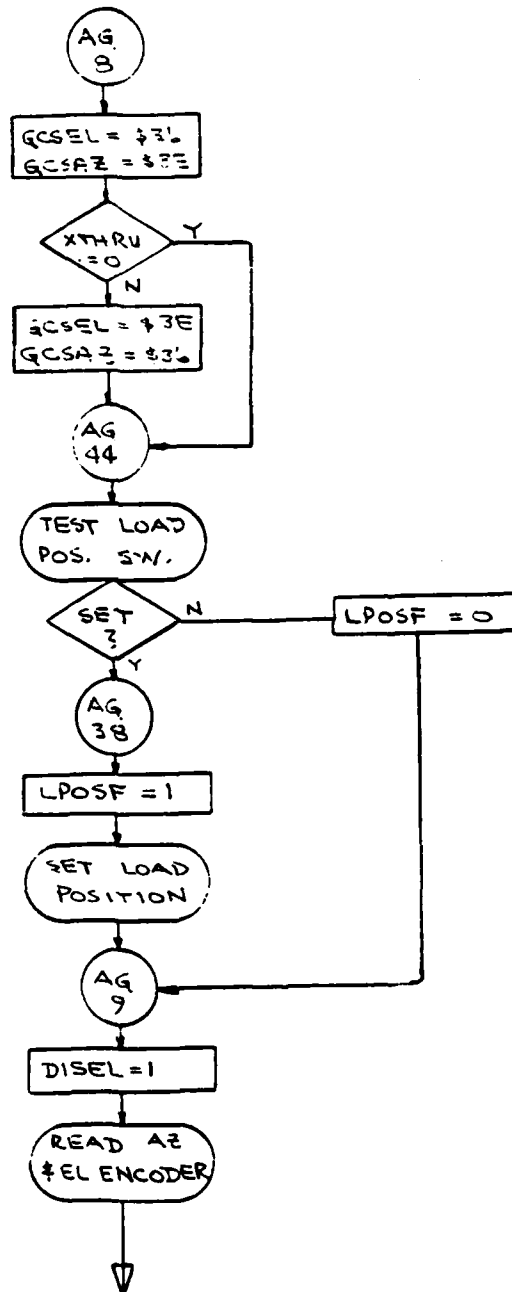 AG
8
GCSEL = $36
GCSAZ = $3E
XTHRU
= 0
Y
N
GCSEL = $3E
GCSAZ = $36
AG
44
TEST LOAD
POS. SW.
SET
?
N
LPOSF = 0
Y
AG
38
LPOSF = 1
SET LOAD
POSITION
AG
9
DISEL = 1
READ AZ
& EL ENCODER